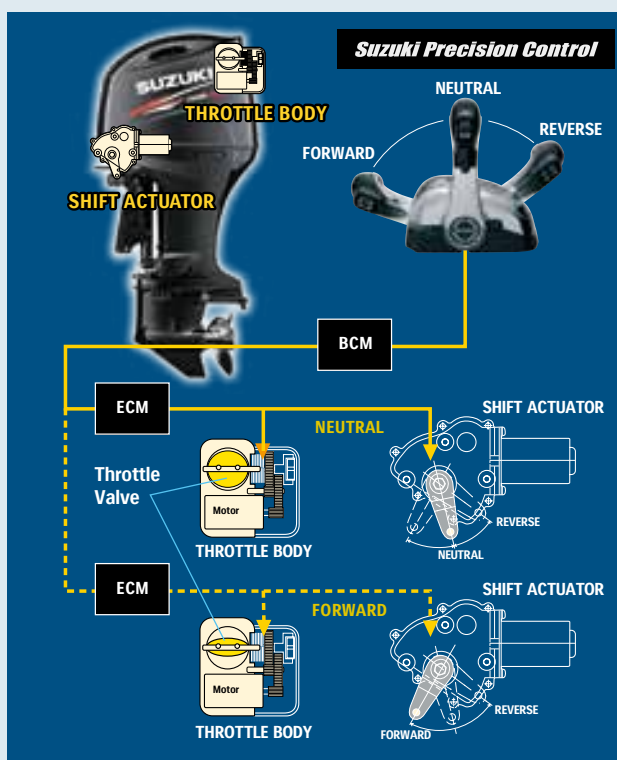 Suzuki Precision Control
SUZUKI
THROTTLE BODY
SHIFT ACTUATOR
NEUTRAL
REVERSE
FORWARD
BCM
ECM
NEUTRAL
SHIFT ACTUATOR
Throttle
Valve
Motor
THROTTLE BODY
REVERSE
NEUTRAL
ECM
FORWARD
SHIFT ACTUATOR
Motor
THROTTLE BODY
REVERSE
FORWARD